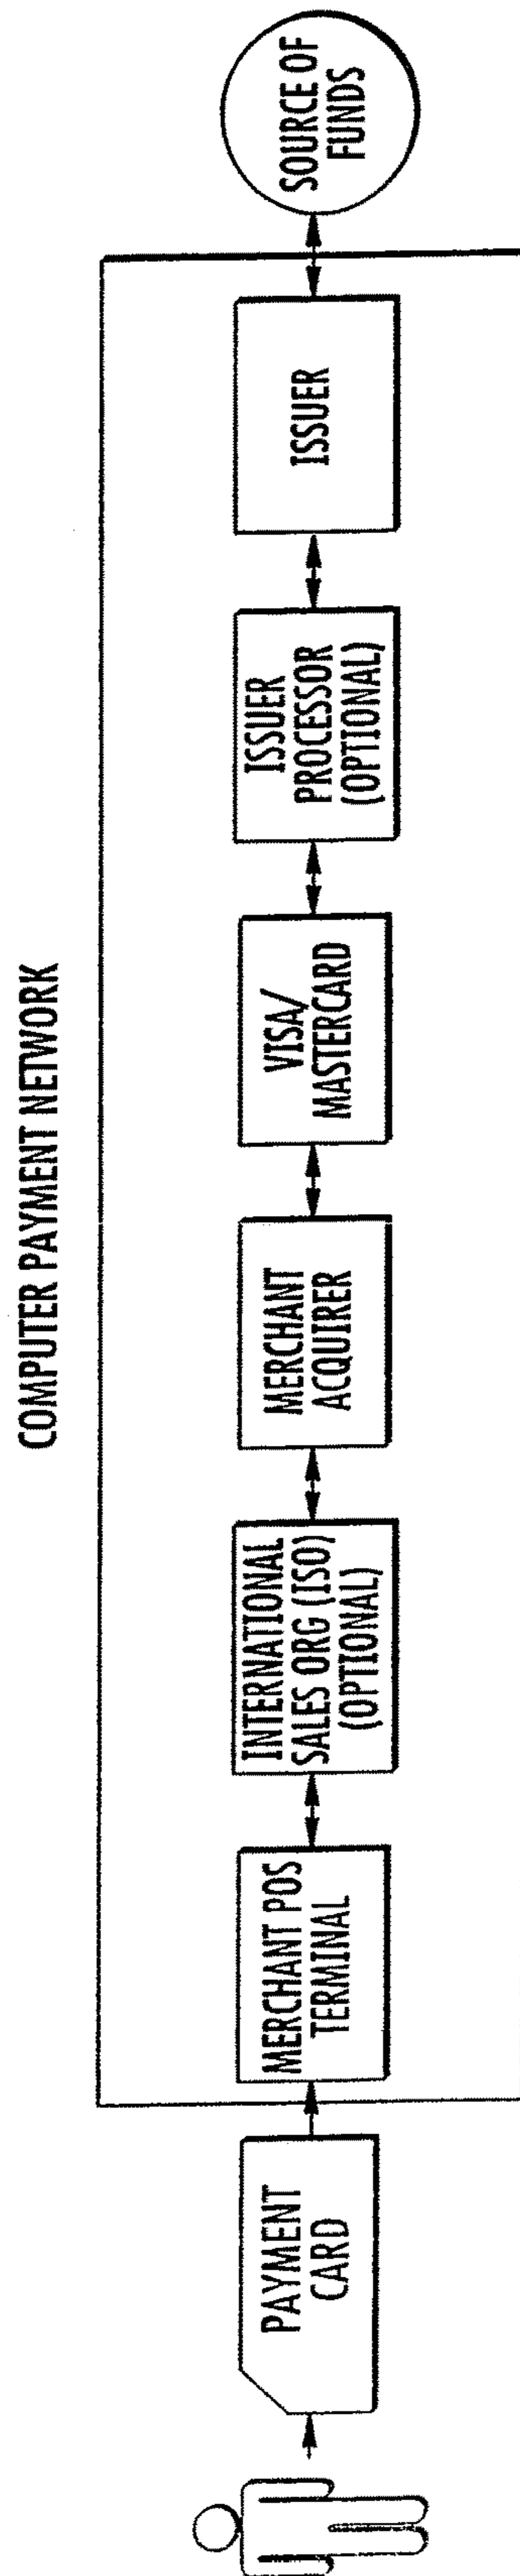 COMPUTER PAYMENT NETWORK
PAYMENT
CARD
MERCHANT POS
TERMINAL
INTERNATIONAL
SALES ORG (ISO)
(OPTIONAL)
MERCHANT
ACQUIRER
VISA/
MASTERCARD
ISSUER
PROCESSOR
(OPTIONAL)
ISSUER
SOURCE OF
FUNDS